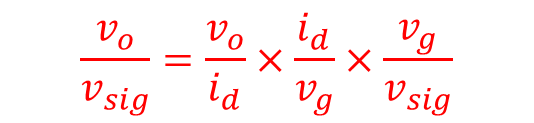 v_o/v_sig = v_o/i_d × i_d/v_g × v_g/v_sig